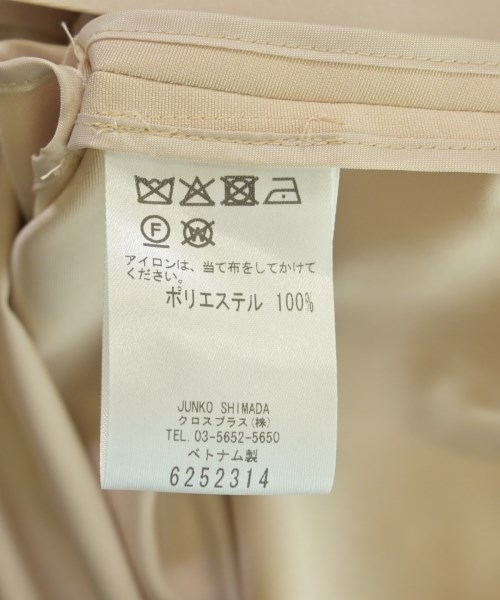 F W
アイロンは、当て布をしてかけて
ください。
ポリエステル 100%
JUNKO SHIMADA
クロスプラス(株)
TEL. 03-5652-5650
ベトナム製
6252314